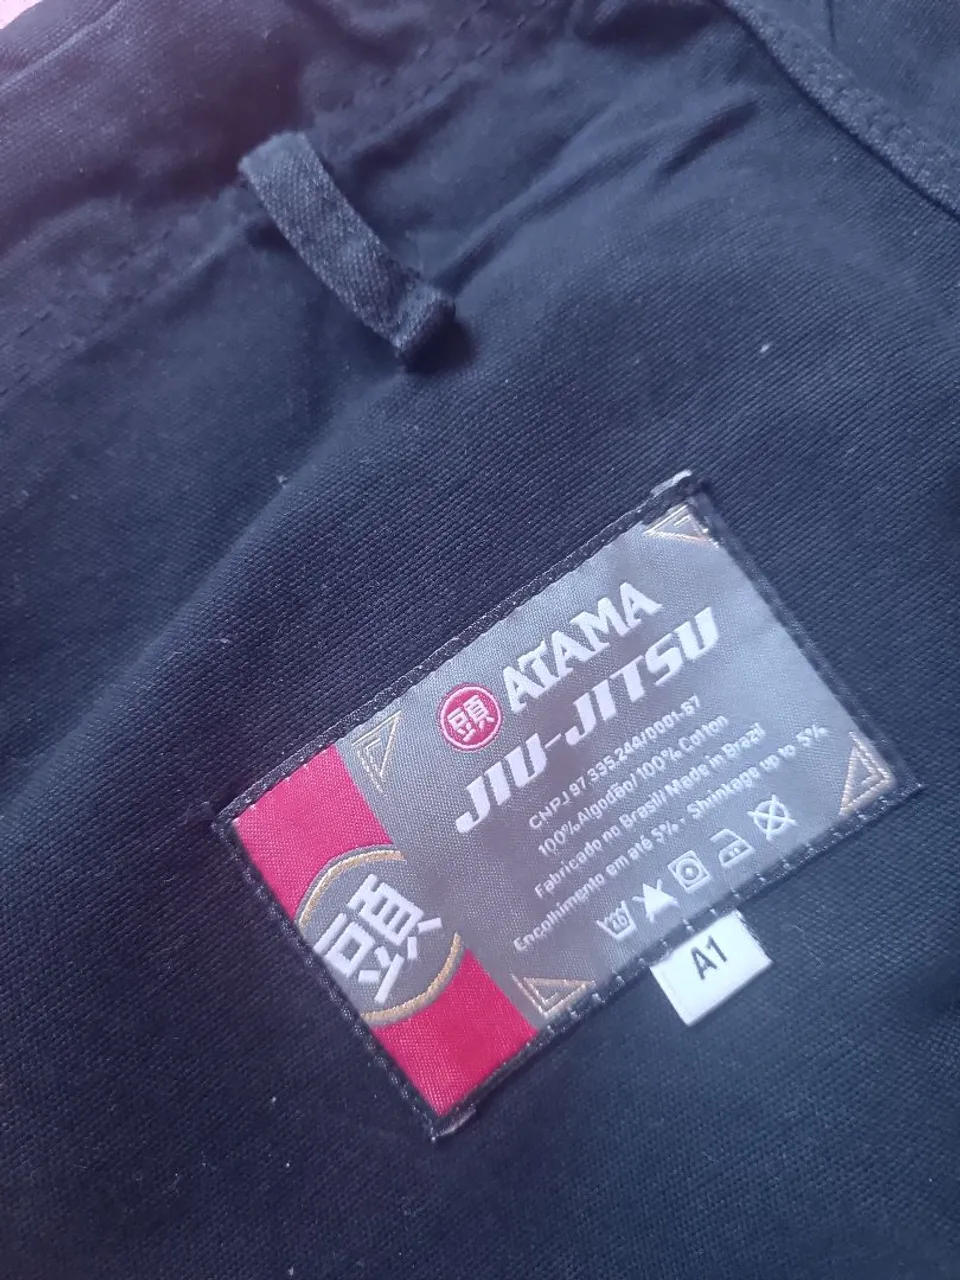 頭
ATAMA
JIU-JITSU
CNPJ 97.335.244/0001-57
100% Algodão/100% Cotton
Fabricado no Brasil/Made in Brazil
Encolhimento em até 5% - Shrinkage up to 5%
頭
A1